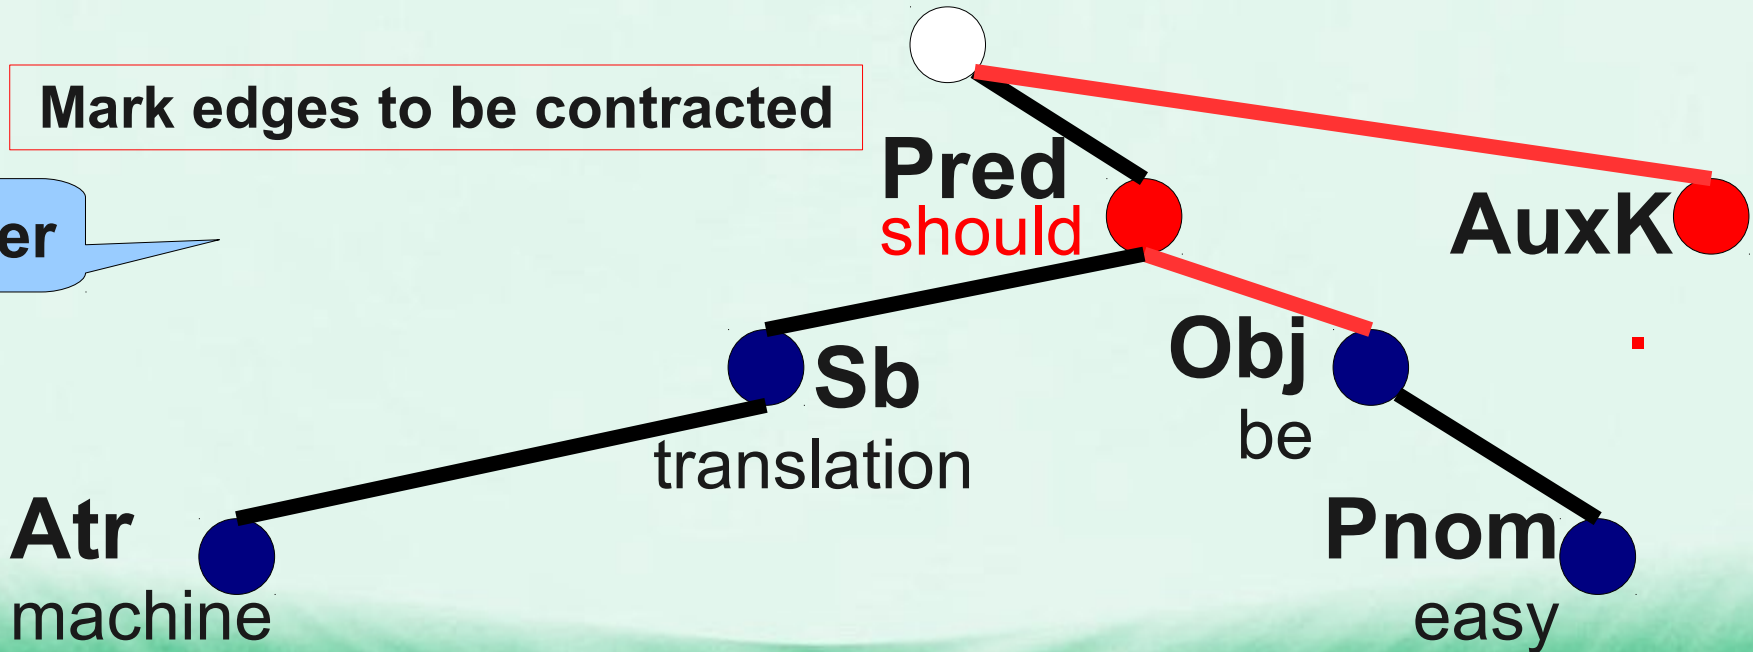 Mark edges to be contracted
er
Pred
should
AuxK
.
Sb
translation
Obj
be
Atr
machine
Pnom
easy